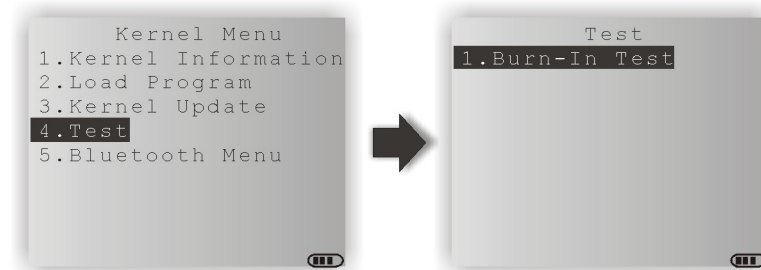 Kernel Menu
1.Kernel Information
2.Load Program
3.Kernel Update
4.Test
5.Bluetooth Menu
Test
1.Burn-In Test